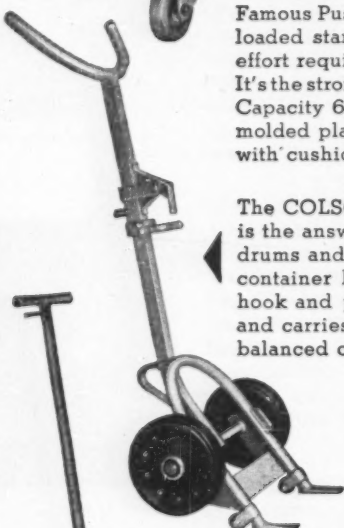 Famous Pus
loaded stan
effort requi
It's the stro
Capacity 6
molded pla
with cushio
The COLS
is the answ
drums and
container l
hook and p
and carries
balanced c